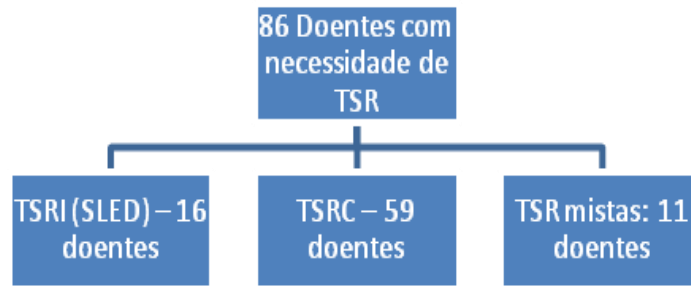 86 Doentes com
necessidade de
TSR
TSRI (SLED) – 16
doentes
TSRC – 59
doentes
TSR mistas: 11
doentes